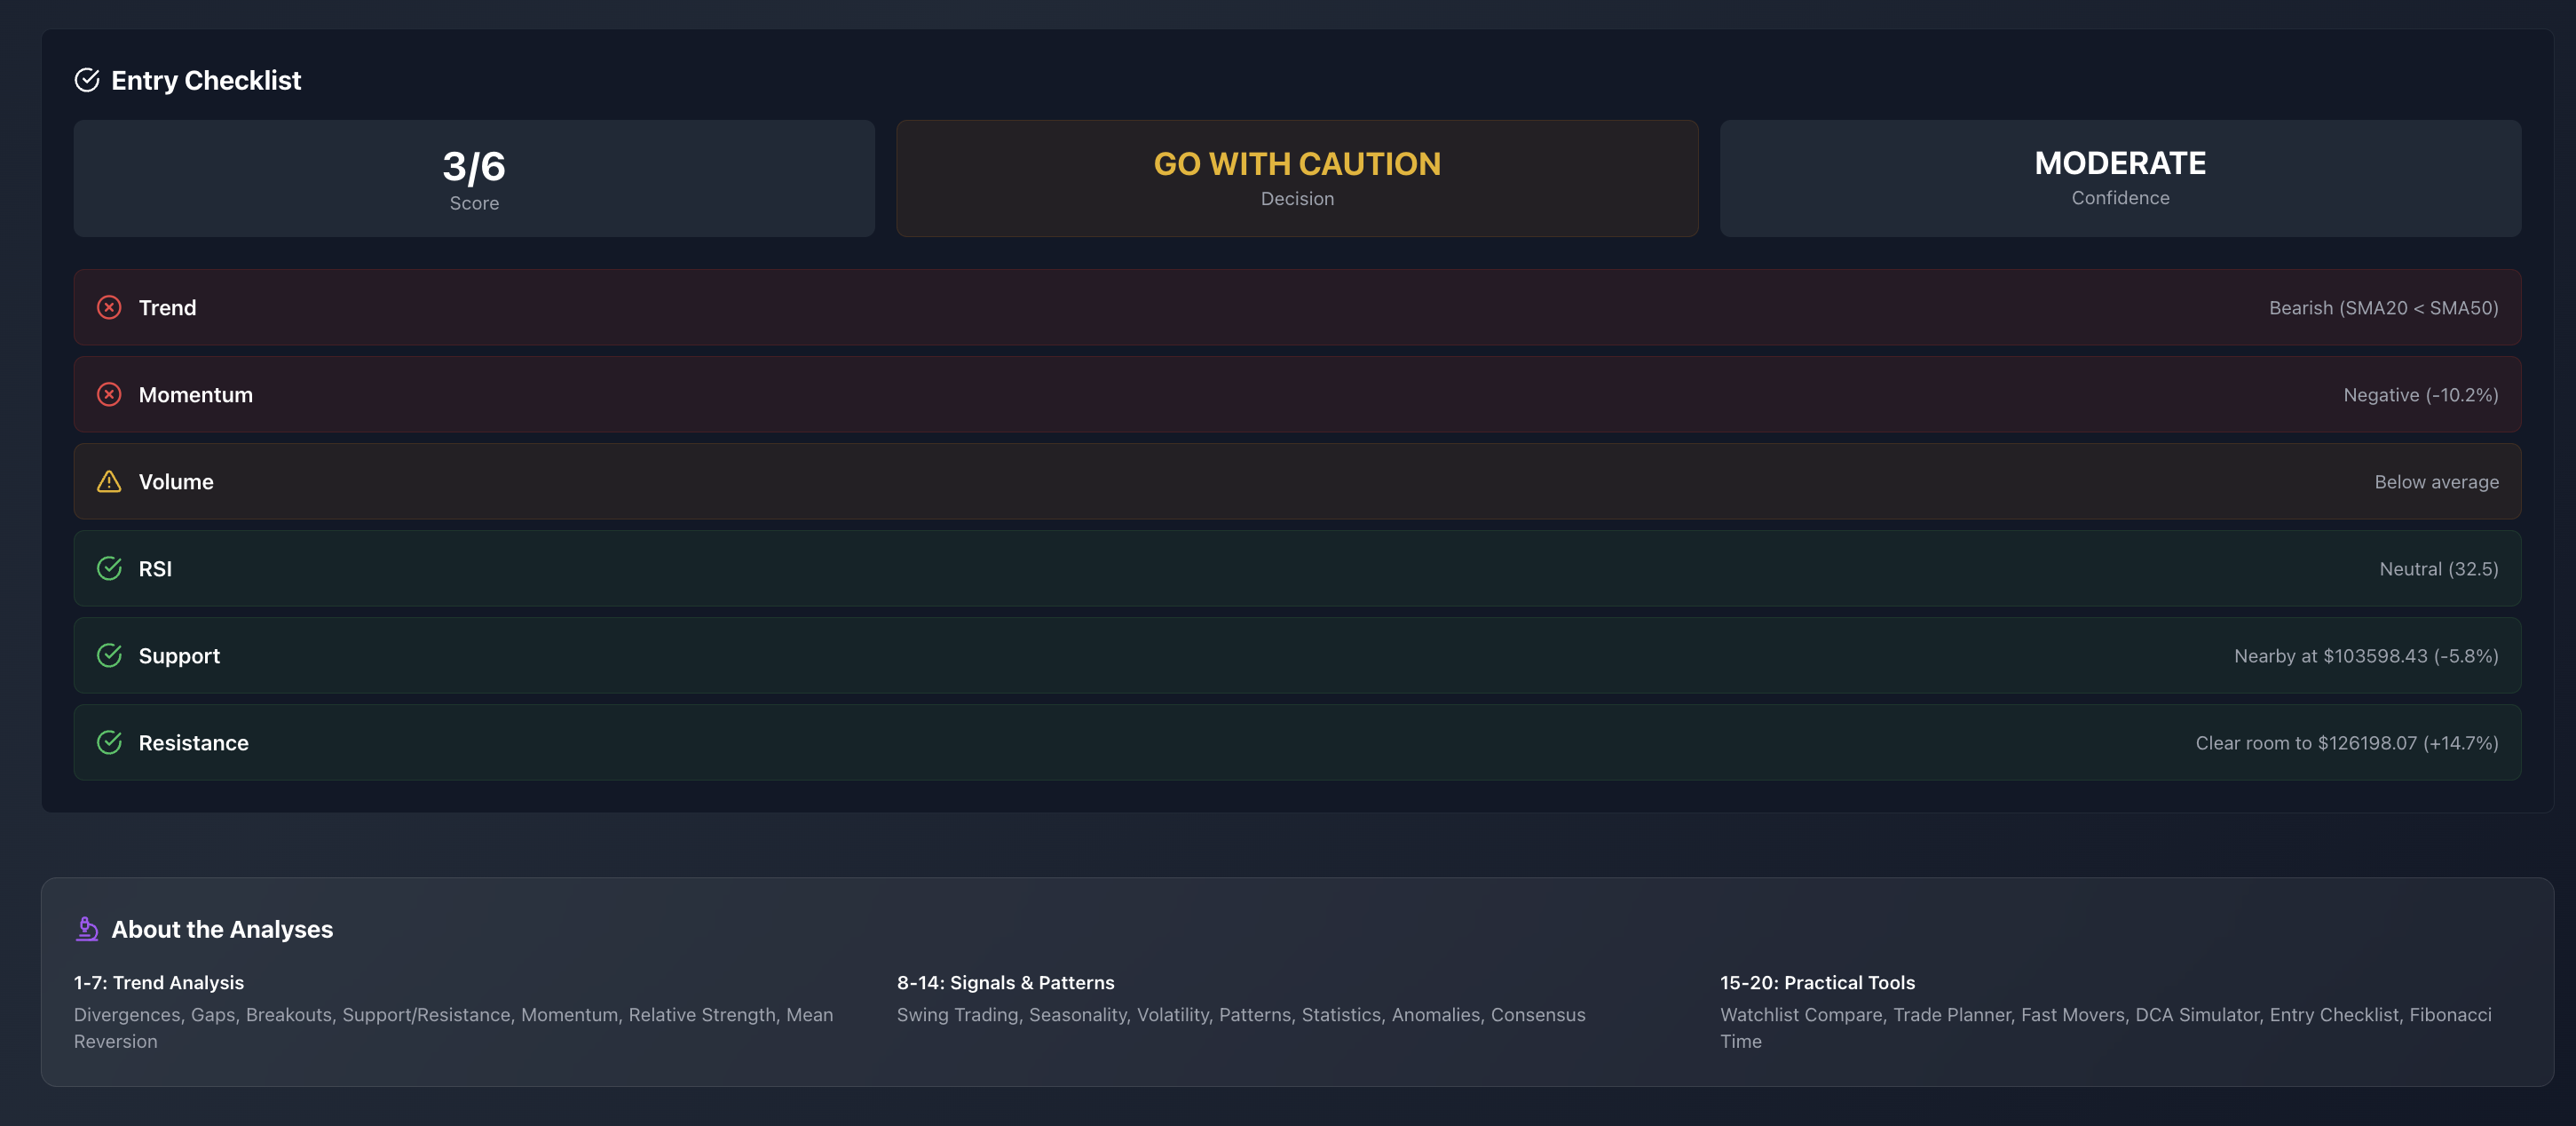 Entry Checklist
3/6
Score
GO WITH CAUTION
Decision
MODERATE
Confidence
Trend
Bearish (SMA20 < SMA50)
Momentum
Negative (-10.2%)
Volume
Below average
RSI
Neutral (32.5)
Support
Nearby at $103598.43 (-5.8%)
Resistance
Clear room to $126198.07 (+14.7%)
About the Analyses
1-7: Trend Analysis
Divergences, Gaps, Breakouts, Support/Resistance, Momentum, Relative Strength, Mean
Reversion
8-14: Signals & Patterns
Swing Trading, Seasonality, Volatility, Patterns, Statistics, Anomalies, Consensus
15-20: Practical Tools
Watchlist Compare, Trade Planner, Fast Movers, DCA Simulator, Entry Checklist, Fibonacci
Time